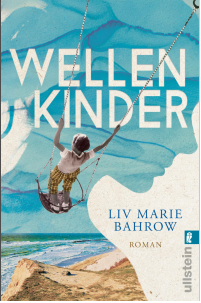 WELLEN
KINDER
LIV MARIE
BAHROW
ROMAN
ullstein